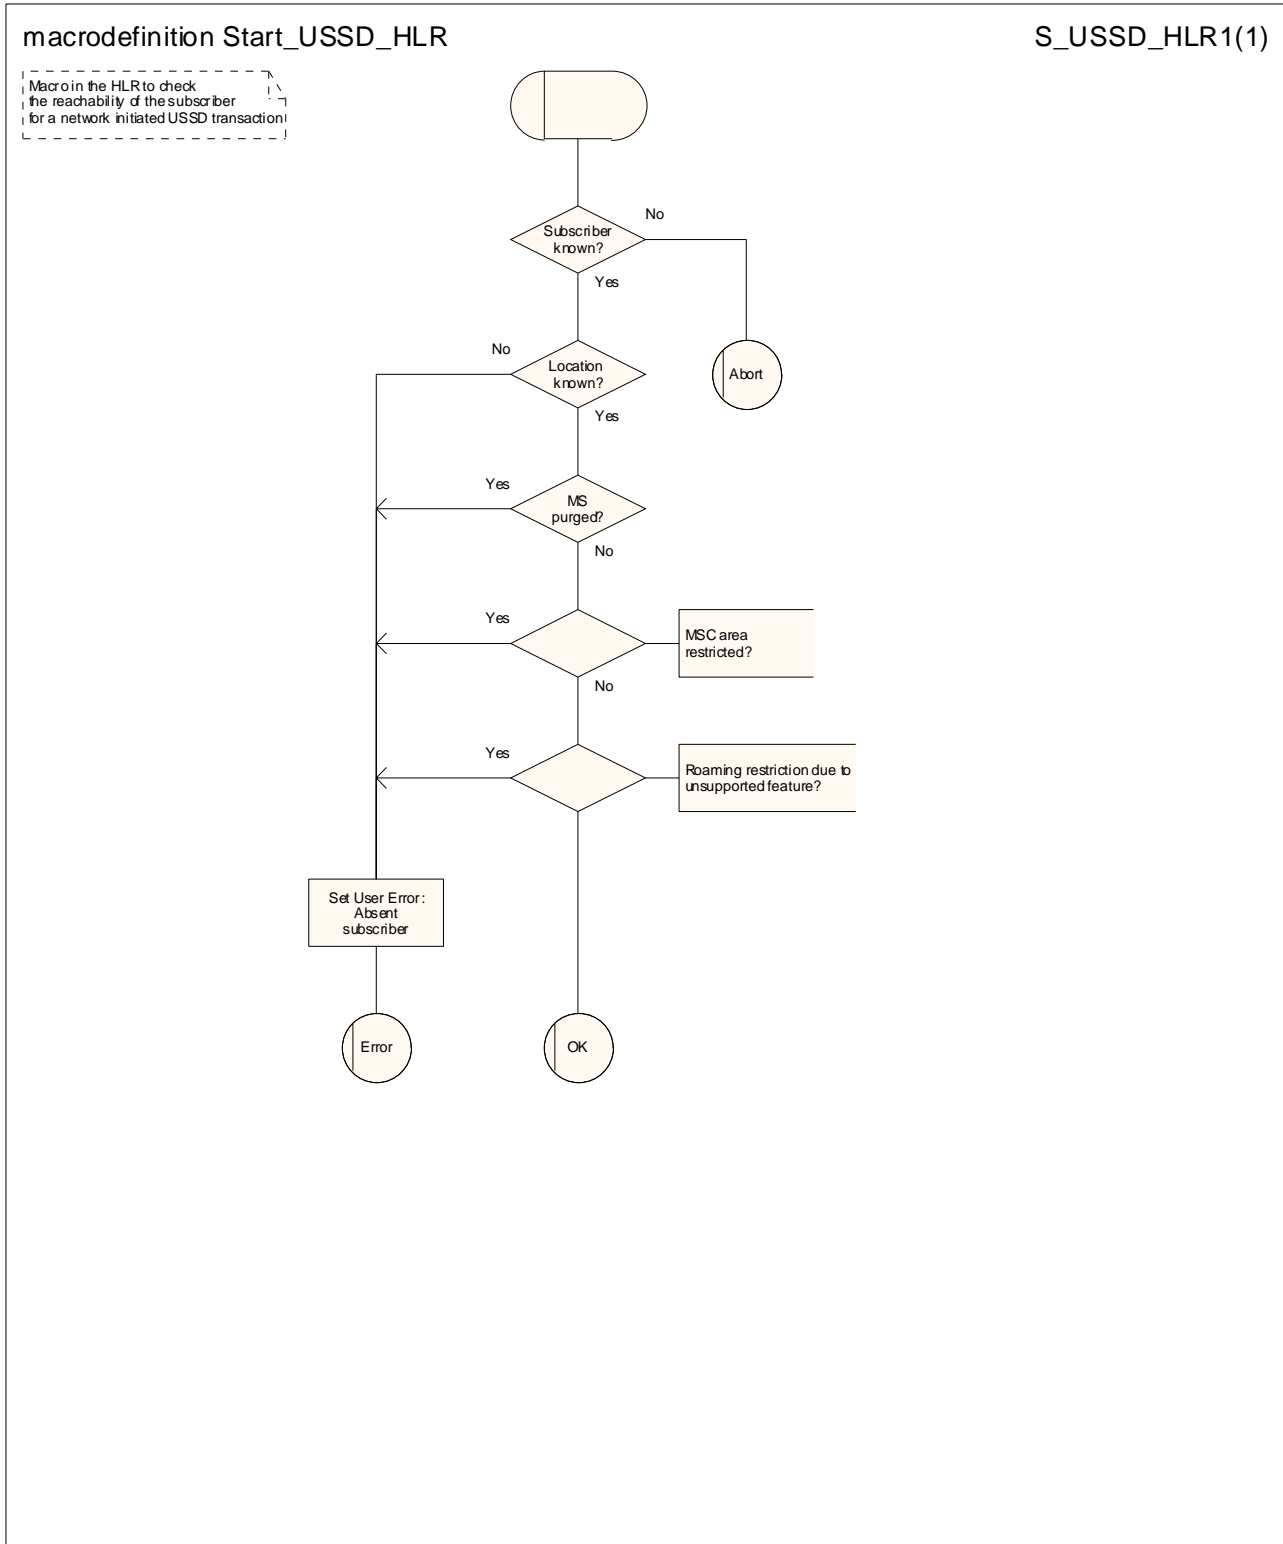 macrodefinition Start_USSD_HLR
S_USSD_HLR1(1)
Macro in the HLR to check
the reachability of the subscriber
for a network initiated USSD transaction
Subscriber
known?
No
Yes
No
Location
known?
Abort
Yes
Yes
MS
purged?
No
Yes
MSC area
restricted?
No
Yes
Roaming restriction due to
unsupported feature?
Set User Error:
Absent
subscriber
Error
OK